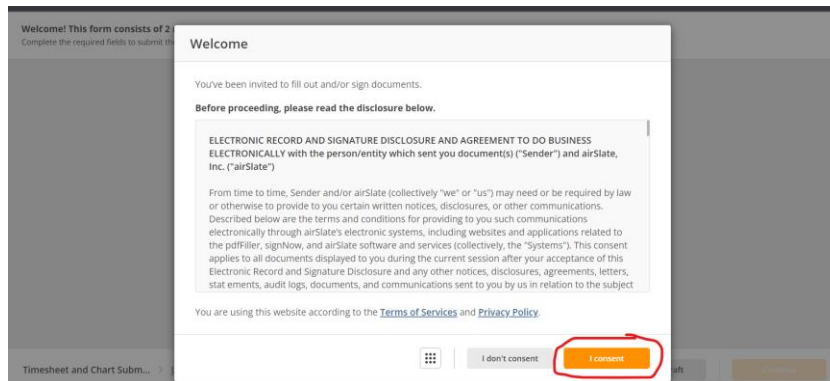 Welcome! This form consists of 2
Complete the required fields to submit the
Welcome
You've been invited to fill out and/or sign documents.
Before proceeding, please read the disclosure below.
ELECTRONIC RECORD AND SIGNATURE DISCLOSURE AND AGREEMENT TO DO BUSINESS
ELECTRONICALLY with the person/entity which sent you document(s) ("Sender") and airSlate,
Inc. ("airSlate")
From time to time, Sender and/or airSlate (collectively "we" or "us") may need or be required by law
or otherwise to provide to you certain written notices, disclosures, or other communications.
Described below are the terms and conditions for providing to you such communications
electronically through airSlate's electronic systems, including websites and applications related to
the pdfFiller, signNow, and airSlate software and services (collectively, the "Systems"). This consent
applies to all documents displayed to you during the current session after your acceptance of this
Electronic Record and Signature Disclosure and any other notices, disclosures, agreements, letters,
stat ements, audit logs, documents, and communications sent to you by us in relation to the subject
You are using this website according to the Terms of Services and Privacy Policy.
I don't consent
I consent
Timesheet and Chart Subm...
aft
Continue